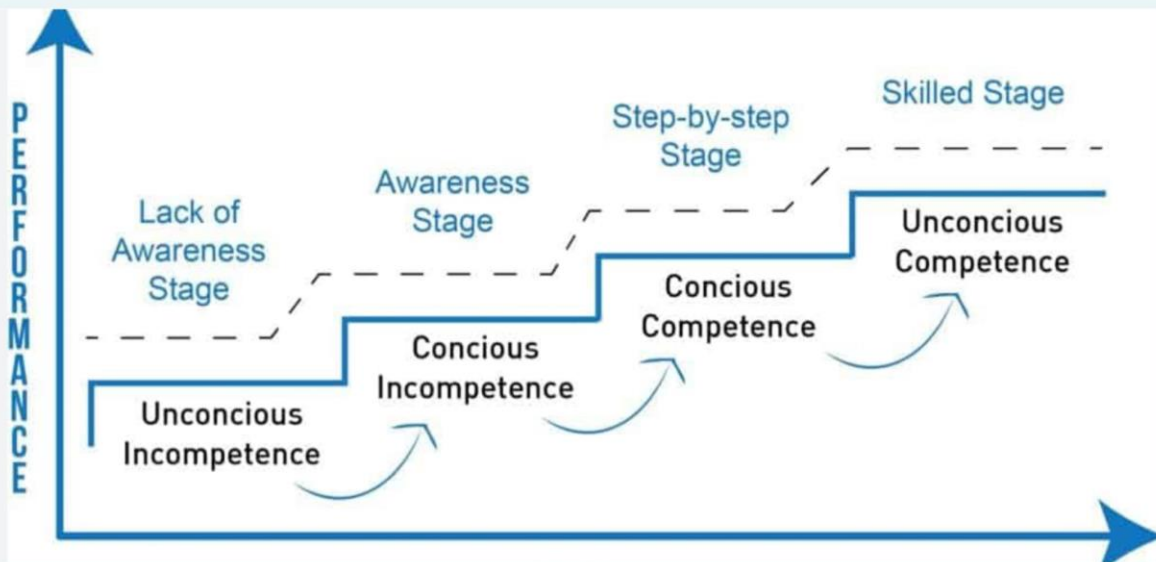 PERFORMANCE
Lack of
Awareness
Stage
Unconcious
Incompetence
Awareness
Stage
Concious
Incompetence
Step-by-step
Stage
Concious
Competence
Skilled Stage
Unconcious
Competence